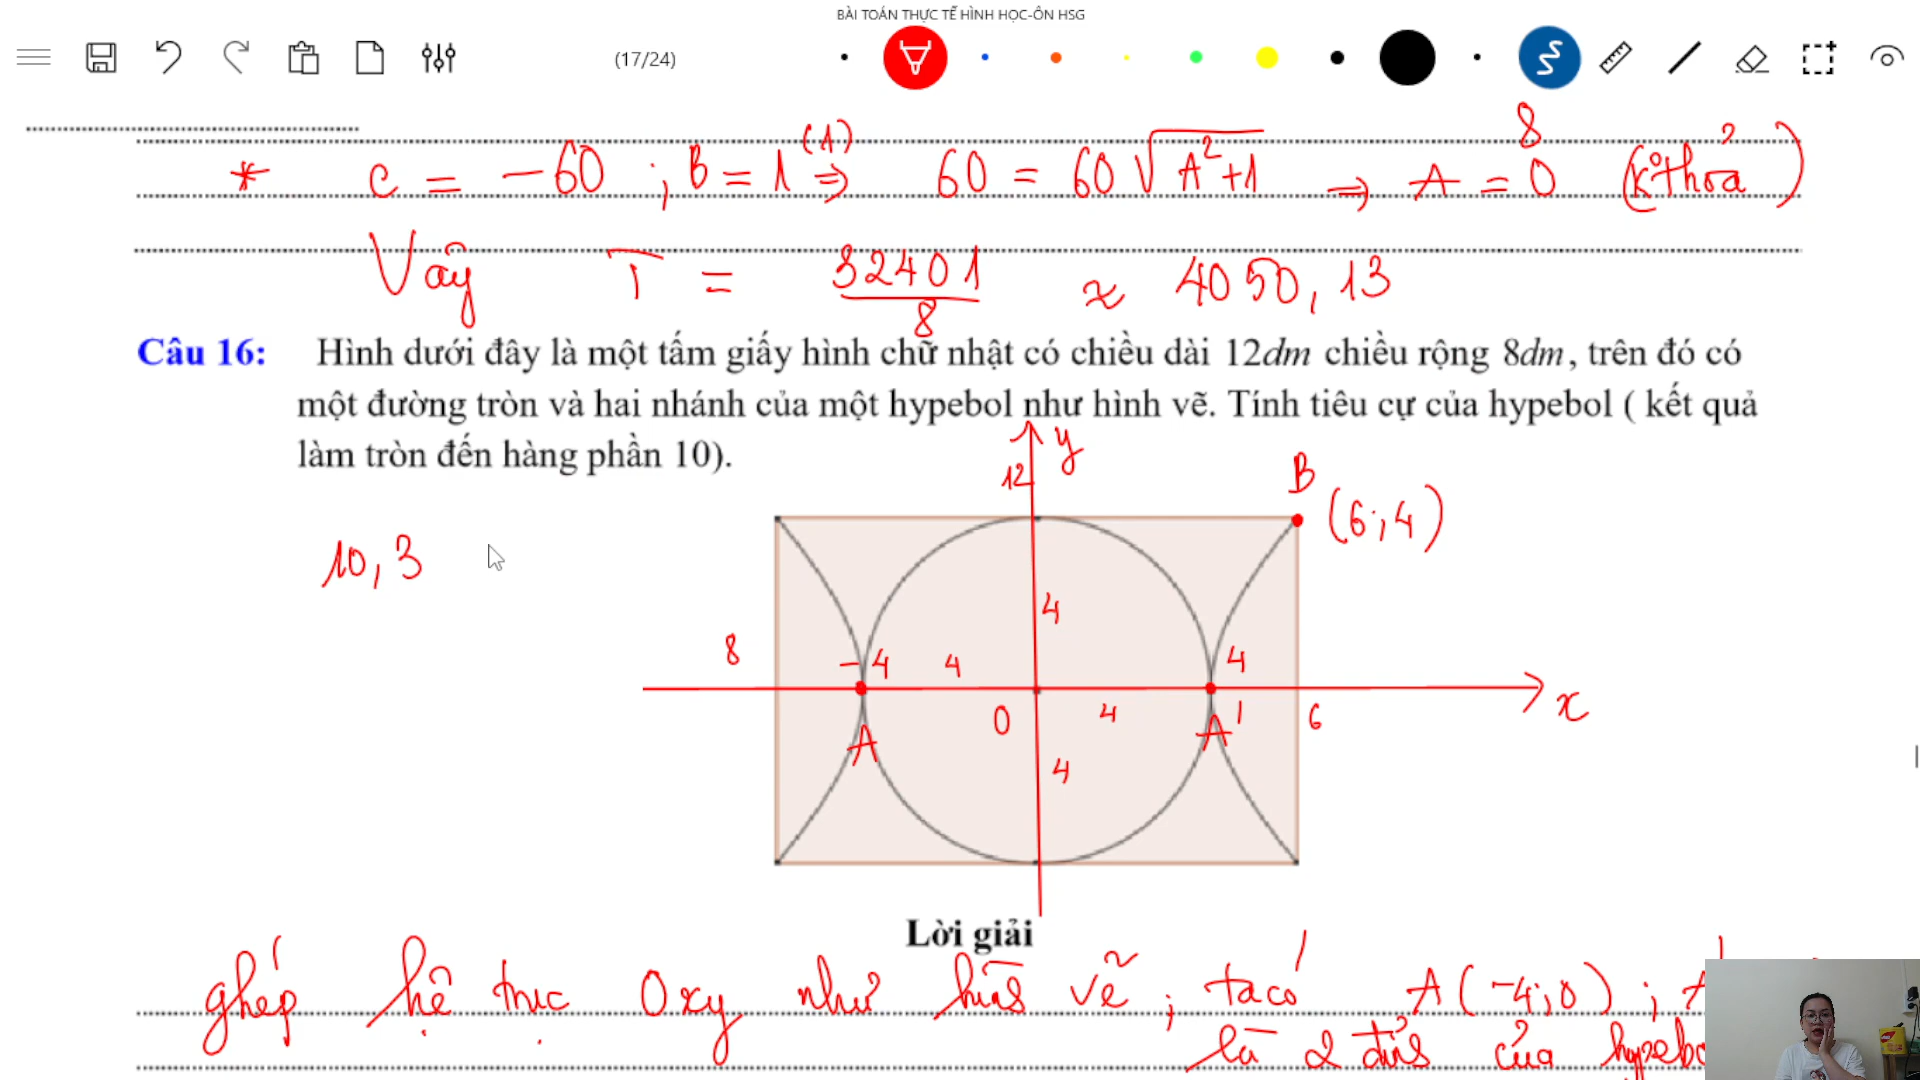 BÀI TOÁN THỰC TẾ HÌNH HỌC-ÔN HSG
(17/24)
* c = -60 ; B = 1 (1) => 60 = 60 √A²+1 => A = 0 (k° thỏa)
8
Vậy T = 32401/8 ≈ 4050,13
Câu 16: Hình dưới đây là một tấm giấy hình chữ nhật có chiều dài 12dm chiều rộng 8dm, trên đó có
một đường tròn và hai nhánh của một hypebol như hình vẽ. Tính tiêu cự của hypebol ( kết quả
làm tròn đến hàng phần 10).
y
12
B
(6;4)
10,3
4
8
-4
4
4
x
0
4
A'
6
A
4
Lời giải
ghép hệ trục Oxy như hình vẽ ; ta có A(-4;0) ;
là 2 đỉnh của